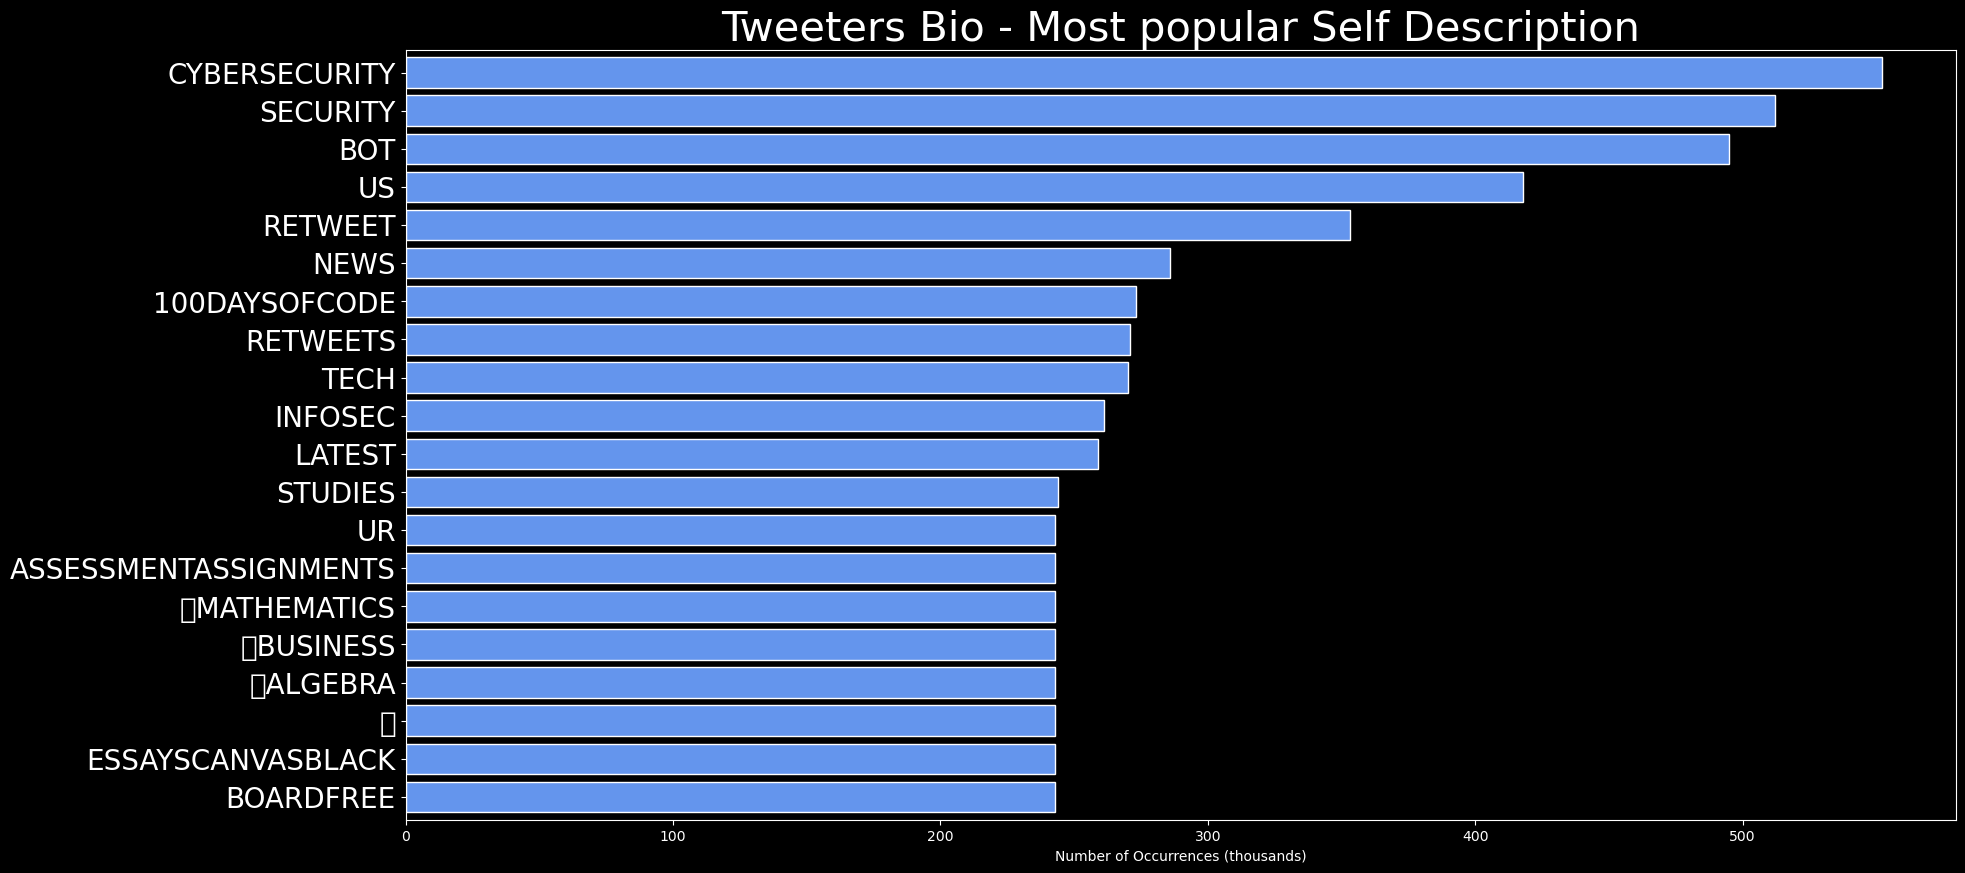 Tweeters Bio - Most popular Self Description
CYBERSECURITY
SECURITY
BOT
US
RETWEET
NEWS
100DAYSOFCODE
RETWEETS
TECH
INFOSEC
LATEST
STUDIES
UR
ASSESSMENTASSIGNMENTS
▯MATHEMATICS
▯BUSINESS
▯ALGEBRA
▯
ESSAYSCANVASBLACK
BOARDFREE
0 100 200 300 400 500
Number of Occurrences (thousands)